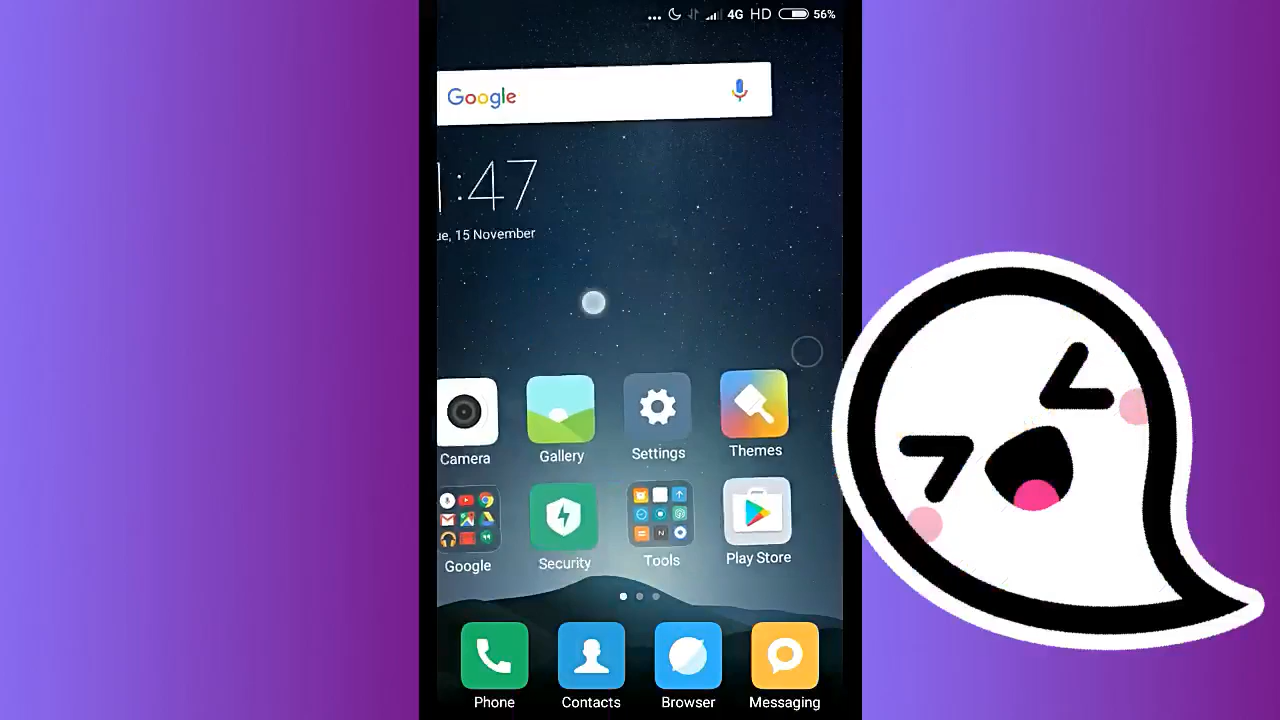 4G HD 56%
Google
1:47
ue, 15 November
Camera Gallery Settings Themes
Google Security Tools Play Store
Phone Contacts Browser Messaging